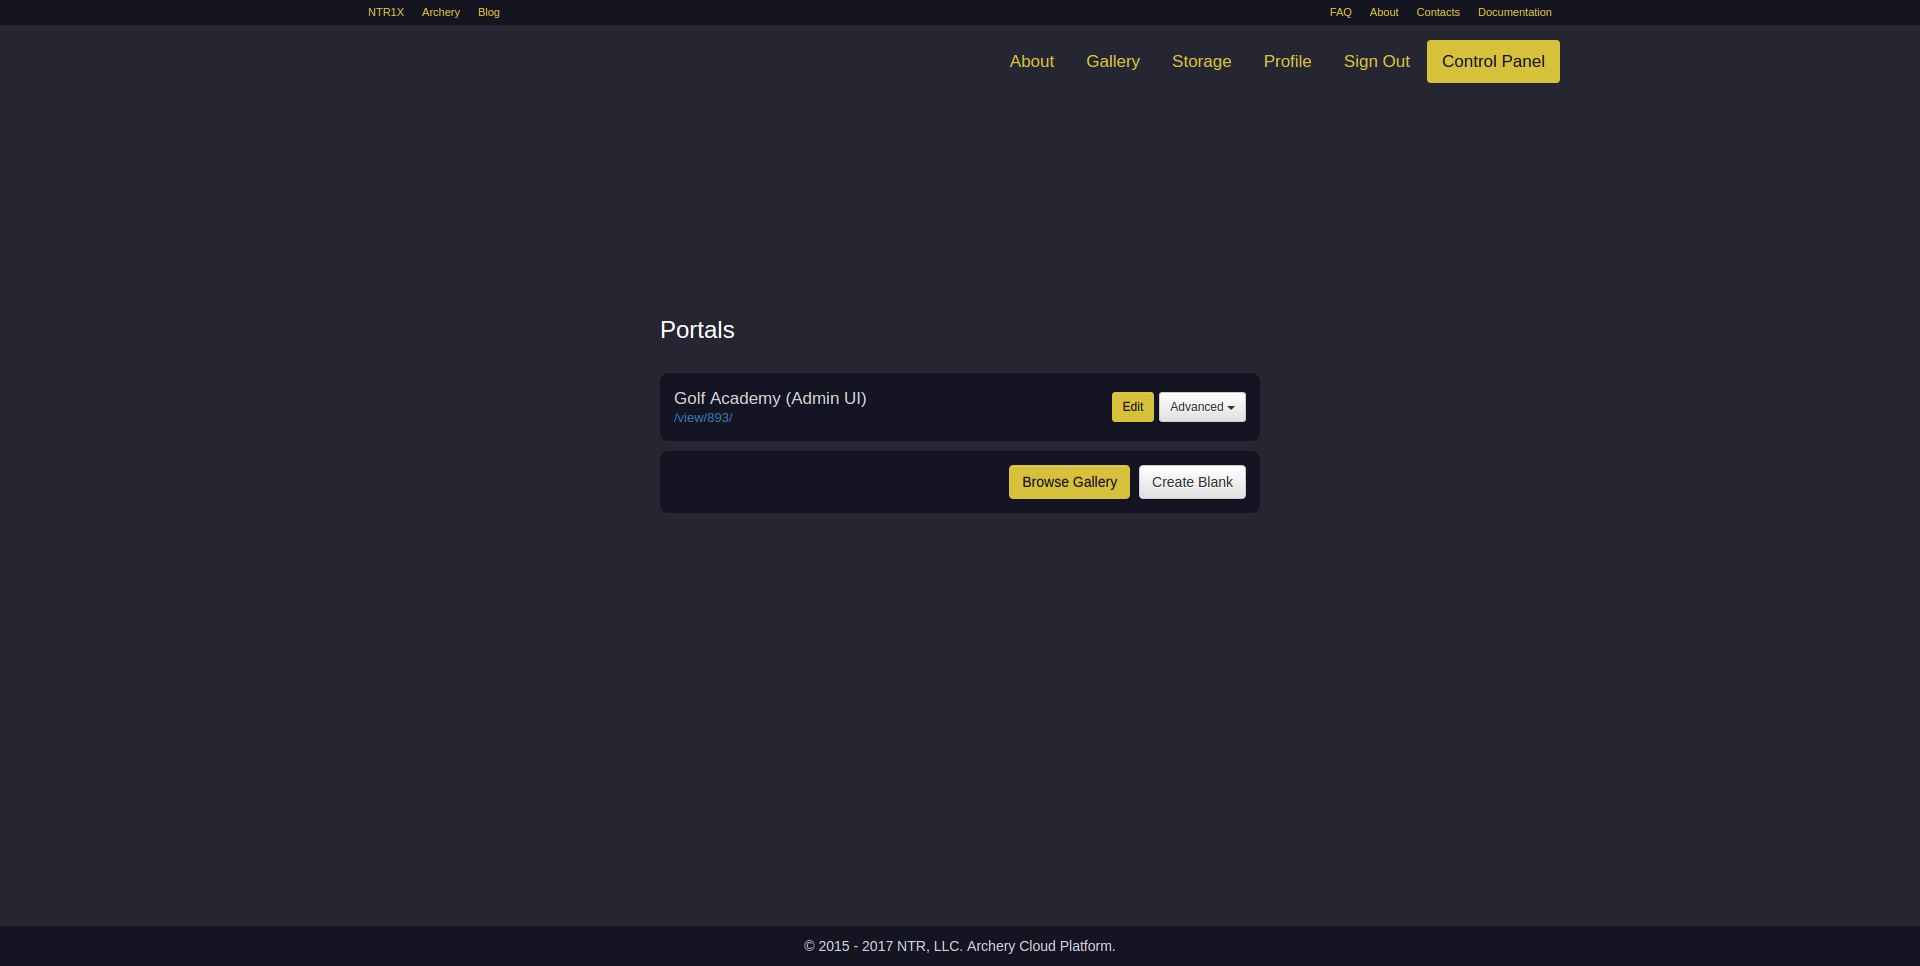 NTR1X Archery Blog FAQ About Contacts Documentation
About Gallery Storage Profile Sign Out Control Panel
Portals
Golf Academy (Admin UI)
/view/893/
Edit Advanced
Browse Gallery Create Blank
© 2015 - 2017 NTR, LLC. Archery Cloud Platform.